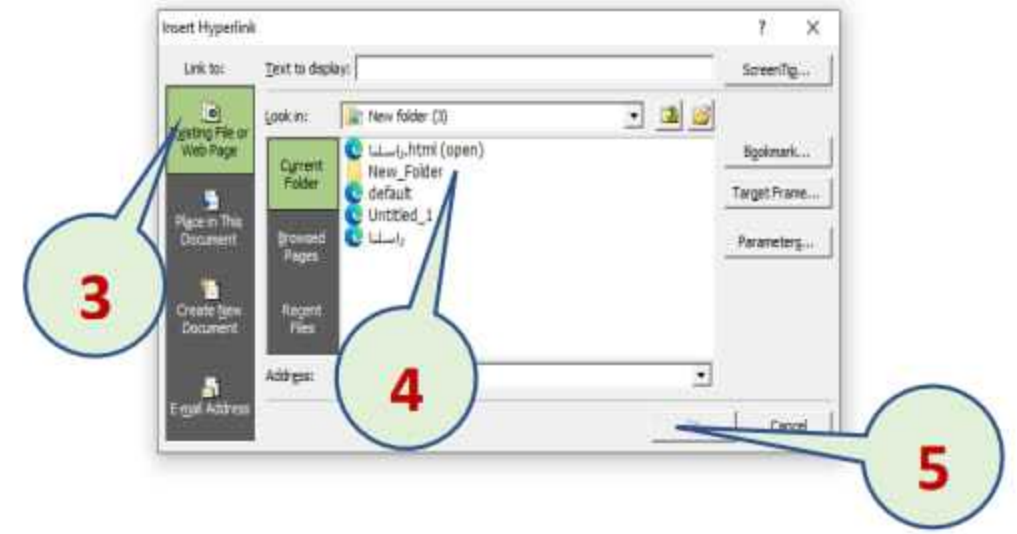 Insert Hyperlink
Link to:
Text to display:
ScreenTip...
Existing File or
Web Page
Look in:
New folder (3)
Current
Folder
راسلنا.html (open)
New_Folder
default
Untitled_1
راسلنا
Bookmark...
Target Frame...
Parameters...
Place in This
Document
Browsed
Pages
Create New
Document
Recent
Files
Address:
E-mail Address
Cancel
3
4
5